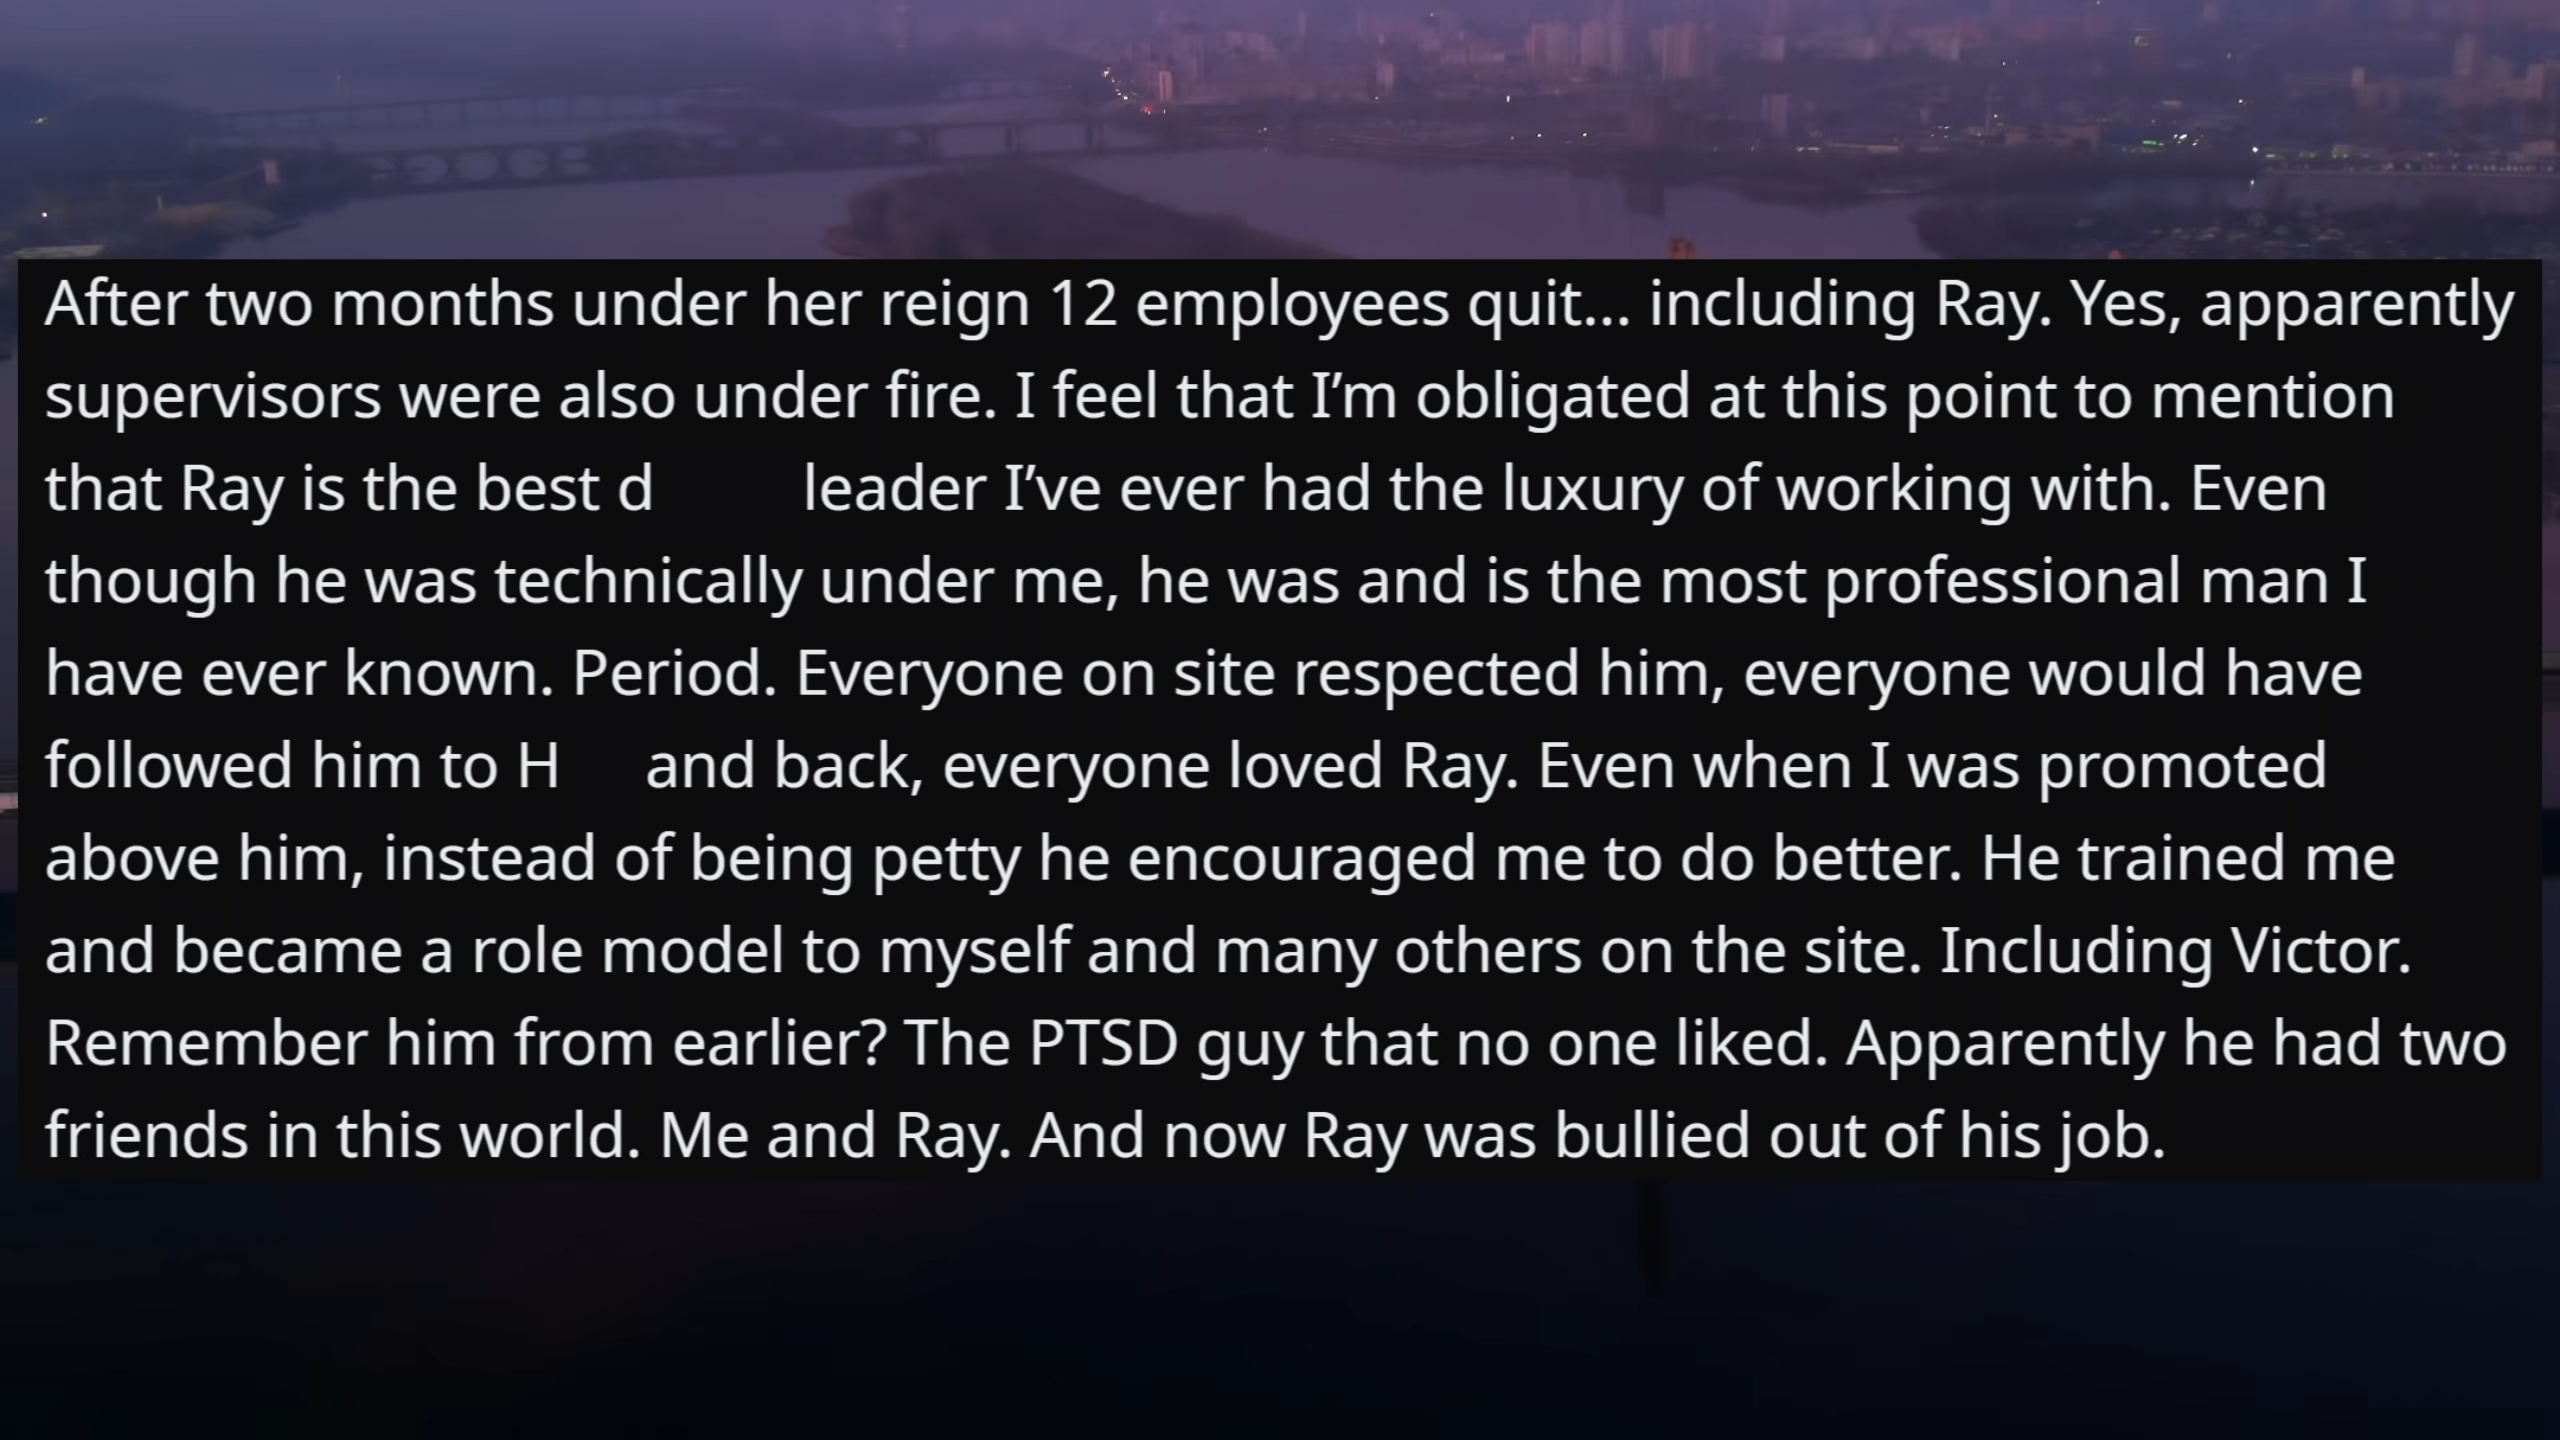 After two months under her reign 12 employees quit... including Ray. Yes, apparently
supervisors were also under fire. I feel that I’m obligated at this point to mention
that Ray is the best d leader I’ve ever had the luxury of working with. Even
though he was technically under me, he was and is the most professional man I
have ever known. Period. Everyone on site respected him, everyone would have
followed him to H and back, everyone loved Ray. Even when I was promoted
above him, instead of being petty he encouraged me to do better. He trained me
and became a role model to myself and many others on the site. Including Victor.
Remember him from earlier? The PTSD guy that no one liked. Apparently he had two
friends in this world. Me and Ray. And now Ray was bullied out of his job.